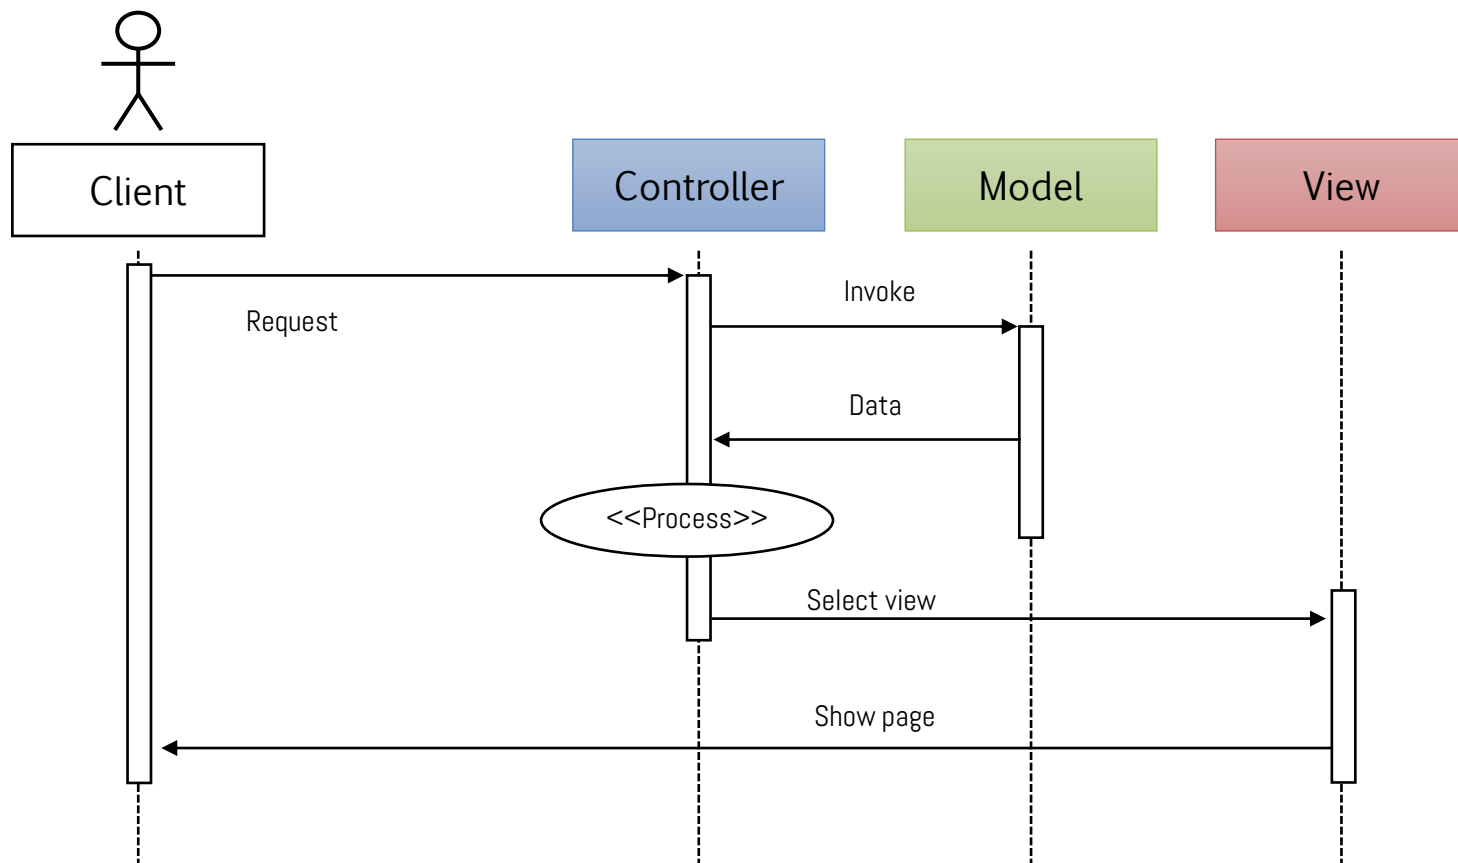 Client
Controller
Model
View
Invoke
Request
Data
<<Process>>
Select view
Show page